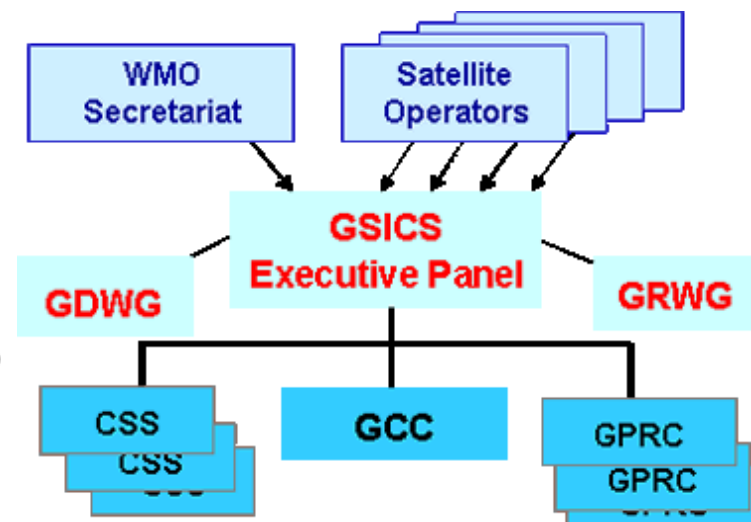 WMO
Secretariat
Satellite
Operators
GSICS
Executive Panel
GDWG
GRWG
CSS
CSS
GCC
GPRC
GPRC